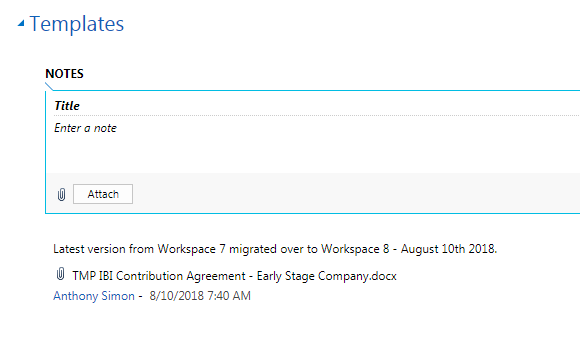 Templates
NOTES
Title
Enter a note
Attach
Latest version from Workspace 7 migrated over to Workspace 8 - August 10th 2018.
TMP IBI Contribution Agreement - Early Stage Company.docx
Anthony Simon - 8/10/2018 7:40 AM